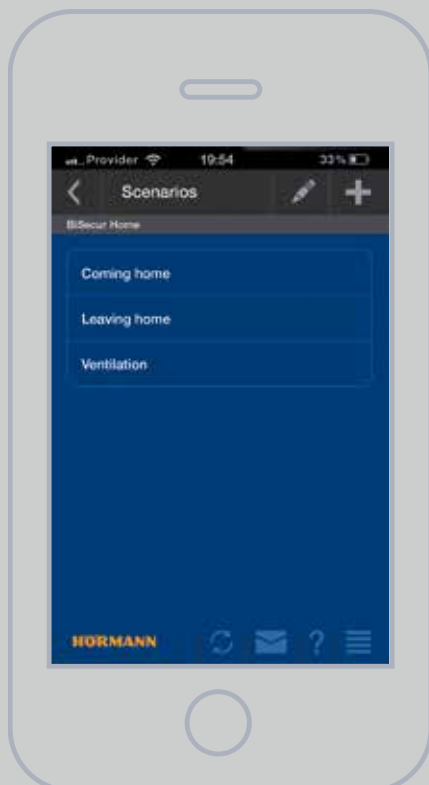 Provider 19:54 33%
Scenarios
BiSecur Home
Coming home
Leaving home
Ventilation
HÖRMANN ?